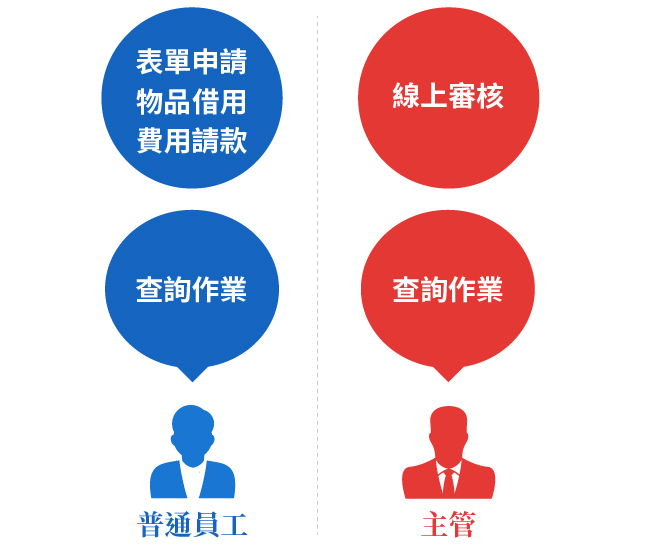 表單申請
物品借用
費用請款
查詢作業
普通員工
線上審核
查詢作業
主管